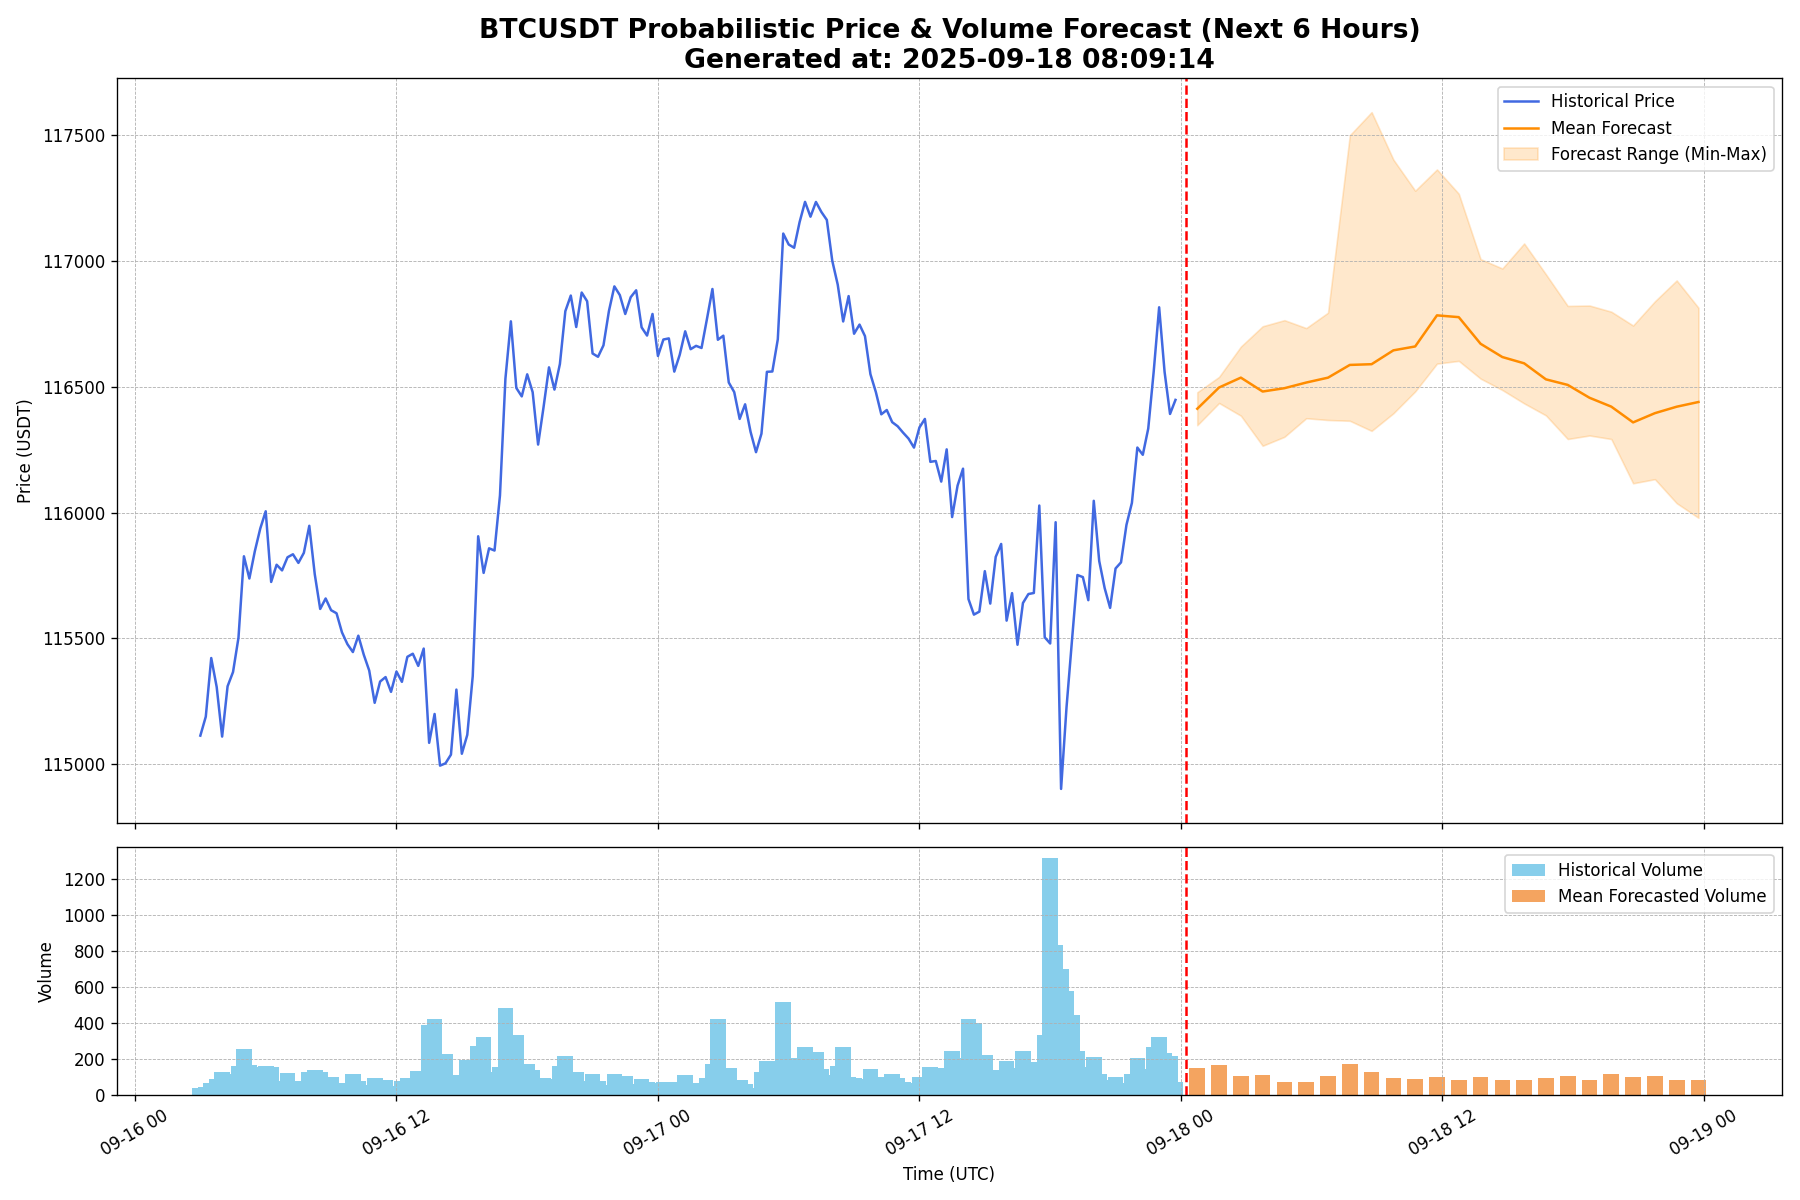 BTCUSDT Probabilistic Price & Volume Forecast (Next 6 Hours)
Generated at: 2025-09-18 08:09:14
Historical Price
Mean Forecast
Forecast Range (Min-Max)
117500
117000
116500
116000
115500
115000
Price (USDT)
Historical Volume
Mean Forecasted Volume
1200
1000
800
600
400
200
0
Volume
09-16 00
09-16 12
09-17 00
09-17 12
09-18 00
09-18 12
09-19 00
Time (UTC)